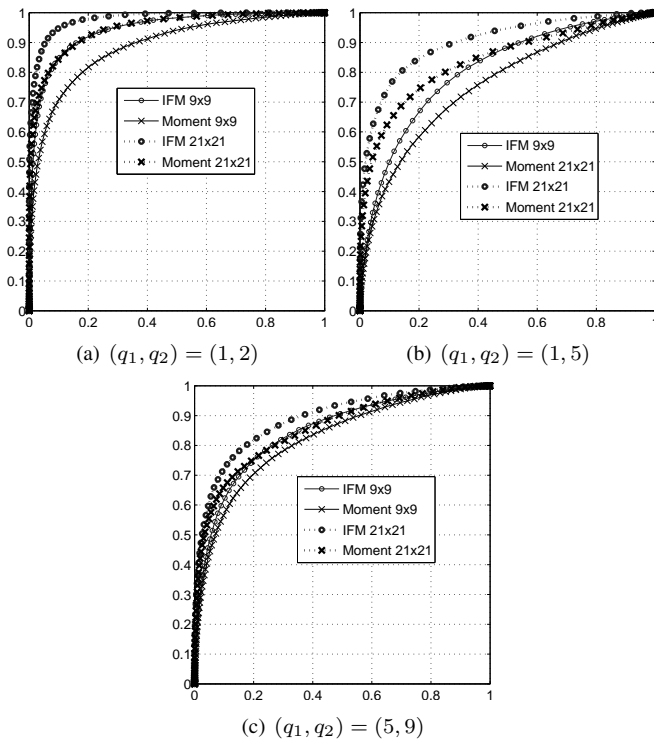 1
0.9
0.8
0.7
0.6
0.5
0.4
0.3
0.2
0.1
0
0 0.2 0.4 0.6 0.8 1
IFM 9x9
Moment 9x9
IFM 21x21
Moment 21x21
(a) (q1, q2) = (1, 2)
1
0.9
0.8
0.7
0.6
0.5
0.4
0.3
0.2
0.1
0
0 0.2 0.4 0.6 0.8 1
IFM 9x9
Moment 21x21
IFM 21x21
Moment 21x21
(b) (q1, q2) = (1, 5)
1
0.9
0.8
0.7
0.6
0.5
0.4
0.3
0.2
0.1
0
0 0.2 0.4 0.6 0.8 1
IFM 9x9
Moment 9x9
IFM 21x21
Moment 21x21
(c) (q1, q2) = (5, 9)